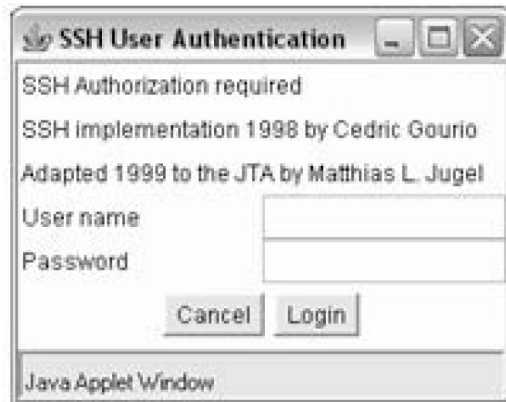 SSH User Authentication
SSH Authorization required
SSH implementation 1998 by Cedric Gourio
Adapted 1999 to the JTA by Matthias L. Jugel
User name
Password
Cancel Login
Java Applet Window